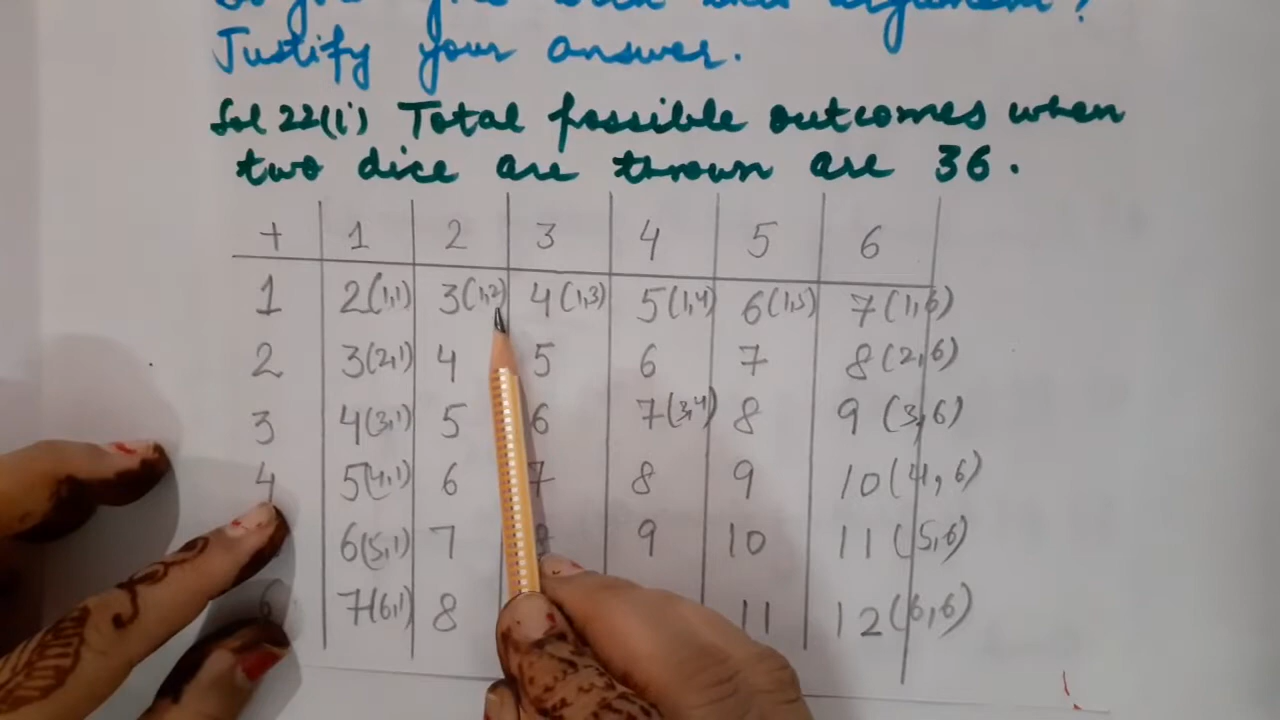 Justify your answer.
Sol 22(i) Total possible outcomes when
two dice are thrown are 36.
+ 1 2 3 4 5 6
1 2(1,1) 3(1,2) 4(1,3) 5(1,4) 6(1,5) 7(1,6)
2 3(2,1) 4 5 6 7 8(2,6)
3 4(3,1) 5 6 7(3,4) 8 9(3,6)
4 5(4,1) 6 7 8 9 10(4,6)
6(5,1) 7 8 9 10 11(5,6)
6 7(6,1) 8 11 12(6,6)